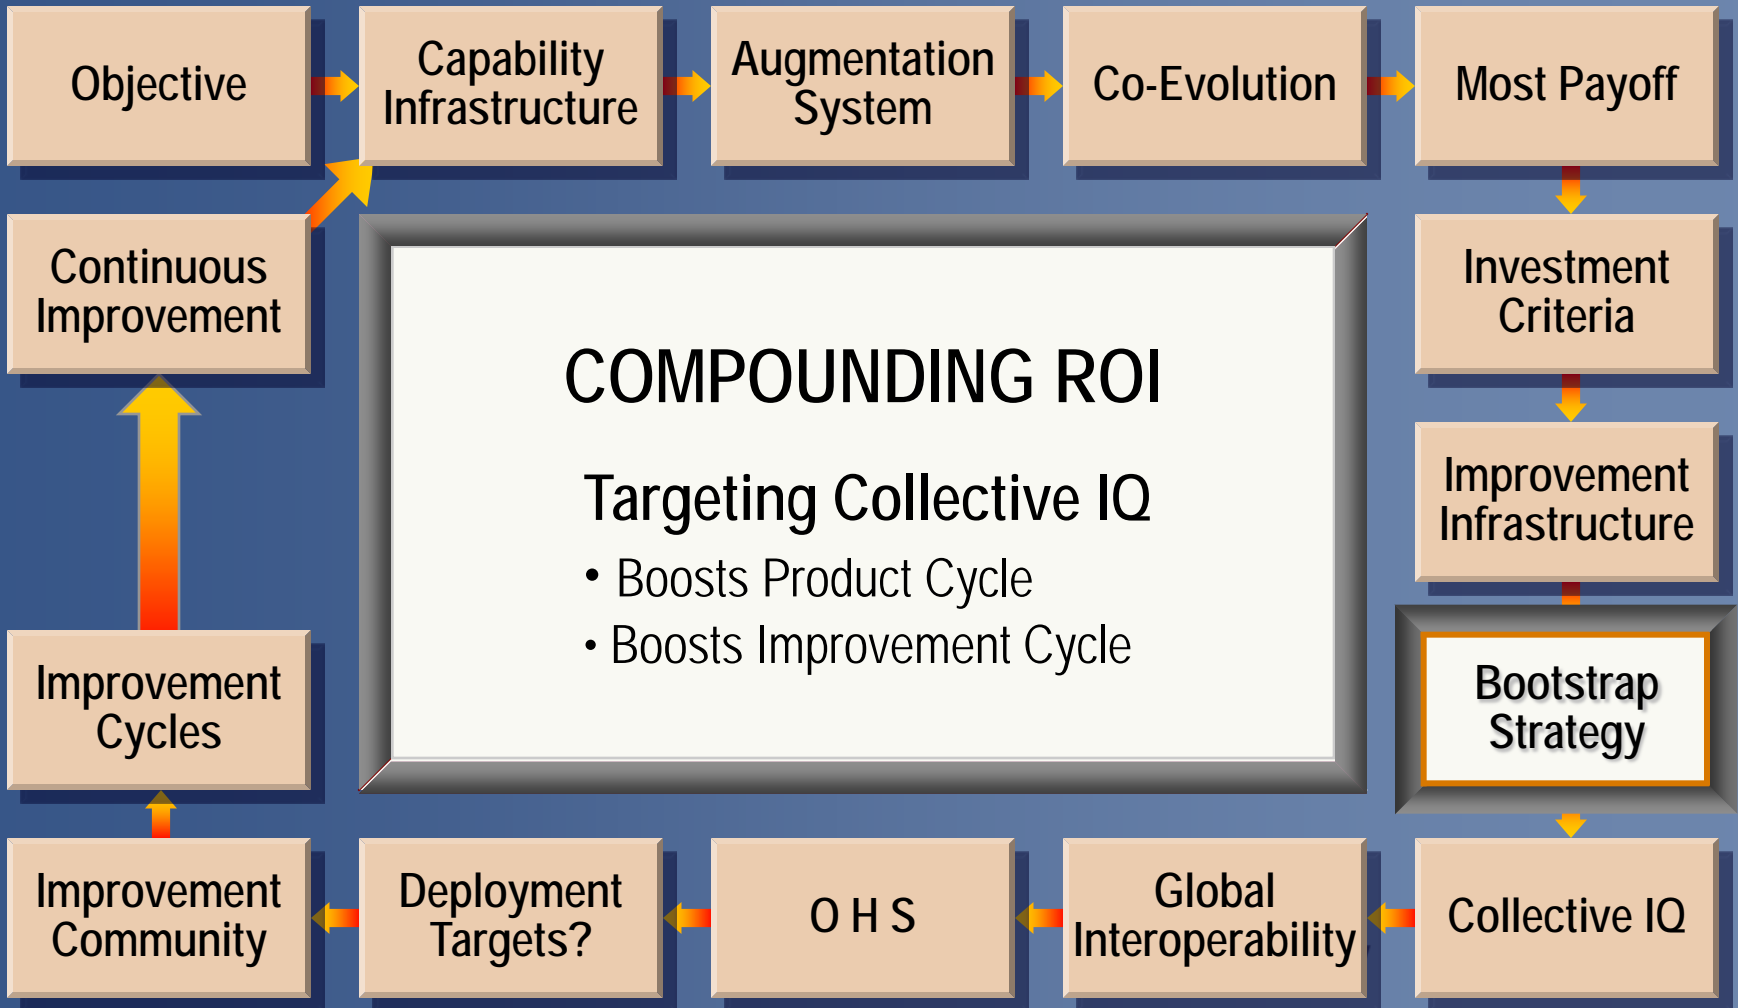 Objective
Capability
Infrastructure
Augmentation
System
Co-Evolution
Most Payoff
Continuous
Improvement
COMPOUNDING ROI
Targeting Collective IQ
• Boosts Product Cycle
• Boosts Improvement Cycle
Investment
Criteria
Improvement
Infrastructure
Improvement
Cycles
Bootstrap
Strategy
Improvement
Community
Deployment
Targets?
O H S
Global
Interoperability
Collective IQ